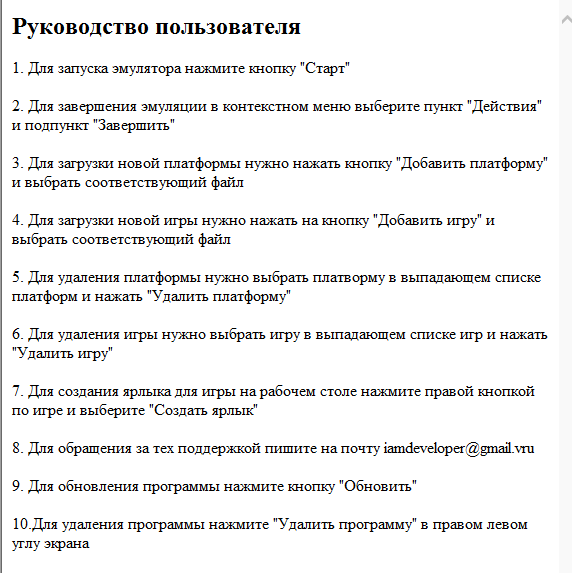 Руководство пользователя
1. Для запуска эмулятора нажмите кнопку "Старт"
2. Для завершения эмуляции в контекстном меню выберите пункт "Действия"
и подпункт "Завершить"
3. Для загрузки новой платформы нужно нажать кнопку "Добавить платформу"
и выбрать соответствующий файл
4. Для загрузки новой игры нужно нажать на кнопку "Добавить игру" и
выбрать соответствующий файл
5. Для удаления платформы нужно выбрать платворму в выпадающем списке
платформ и нажать "Удалить платформу"
6. Для удаления игры нужно выбрать игру в выпадающем списке игр и нажать
"Удалить игру"
7. Для создания ярлыка для игры на рабочем столе нажмите правой кнопкой
по игре и выберите "Создать ярлык"
8. Для обращения за тех поддержкой пишите на почту iamdeveloper@gmail.vru
9. Для обновления программы нажмите кнопку "Обновить"
10.Для удаления программы нажмите "Удалить программу" в правом левом
углу экрана